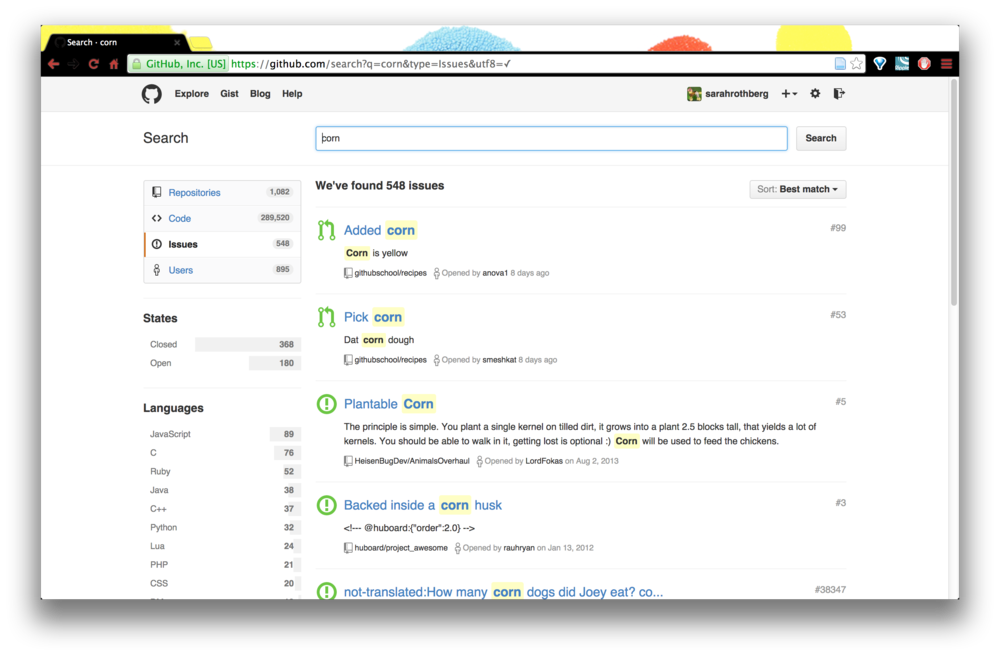 Search · corn
GitHub, Inc. [US] https://github.com/search?q=corn&type=Issues&utf8=✓
Explore Gist Blog Help sarahrothberg
Search corn Search
Repositories 1,082
Code 289,520
Issues 548
Users 895
States
Closed 368
Open 180
Languages
JavaScript 89
C 76
Ruby 52
Java 38
C++ 37
Python 32
Lua 24
PHP 21
CSS 20
We've found 548 issues Sort: Best match
Added corn #99
Corn is yellow
githubschool/recipes Opened by anova1 8 days ago
Pick corn #53
Dat corn dough
githubschool/recipes Opened by smeshkat 8 days ago
Plantable Corn #5
The principle is simple. You plant a single kernel on tilled dirt, it grows into a plant 2.5 blocks tall, that yields a lot of
kernels. You should be able to walk in it, getting lost is optional :) Corn will be used to feed the chickens.
HeisenBugDev/AnimalsOverhaul Opened by LordFokas on Aug 2, 2013
Backed inside a corn husk #3
<!--- @huboard:{"order":2.0} -->
huboard/project_awesome Opened by rauhryan on Jan 13, 2012
not-translated:How many corn dogs did Joey eat? co... #38347